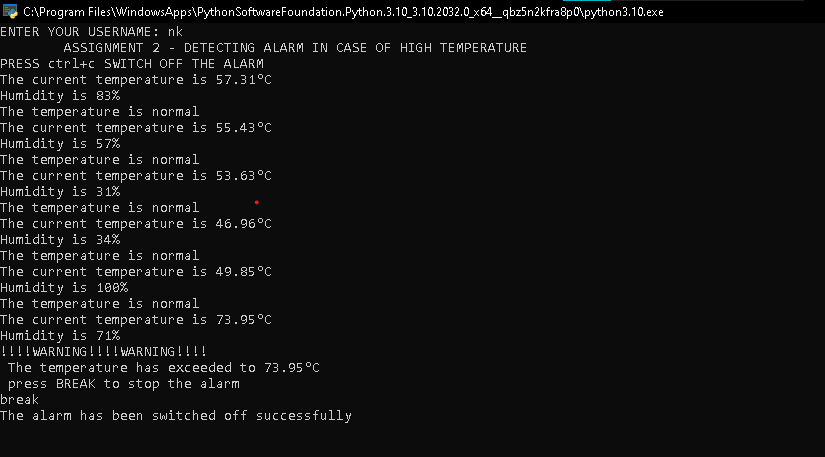 C:\Program Files\WindowsApps\PythonSoftwareFoundation.Python.3.10_3.10.2032.0_x64__qbz5n2kfra8p0\python3.10.exe
ENTER YOUR USERNAME: nk
ASSIGNMENT 2 - DETECTING ALARM IN CASE OF HIGH TEMPERATURE
PRESS ctrl+c SWITCH OFF THE ALARM
The current temperature is 57.31°C
Humidity is 83%
The temperature is normal
The current temperature is 55.43°C
Humidity is 57%
The temperature is normal
The current temperature is 53.63°C
Humidity is 31%
The temperature is normal
The current temperature is 46.96°C
Humidity is 34%
The temperature is normal
The current temperature is 49.85°C
Humidity is 100%
The temperature is normal
The current temperature is 73.95°C
Humidity is 71%
!!!!WARNING!!!!WARNING!!!!
The temperature has exceeded to 73.95°C
press BREAK to stop the alarm
break
The alarm has been switched off successfully